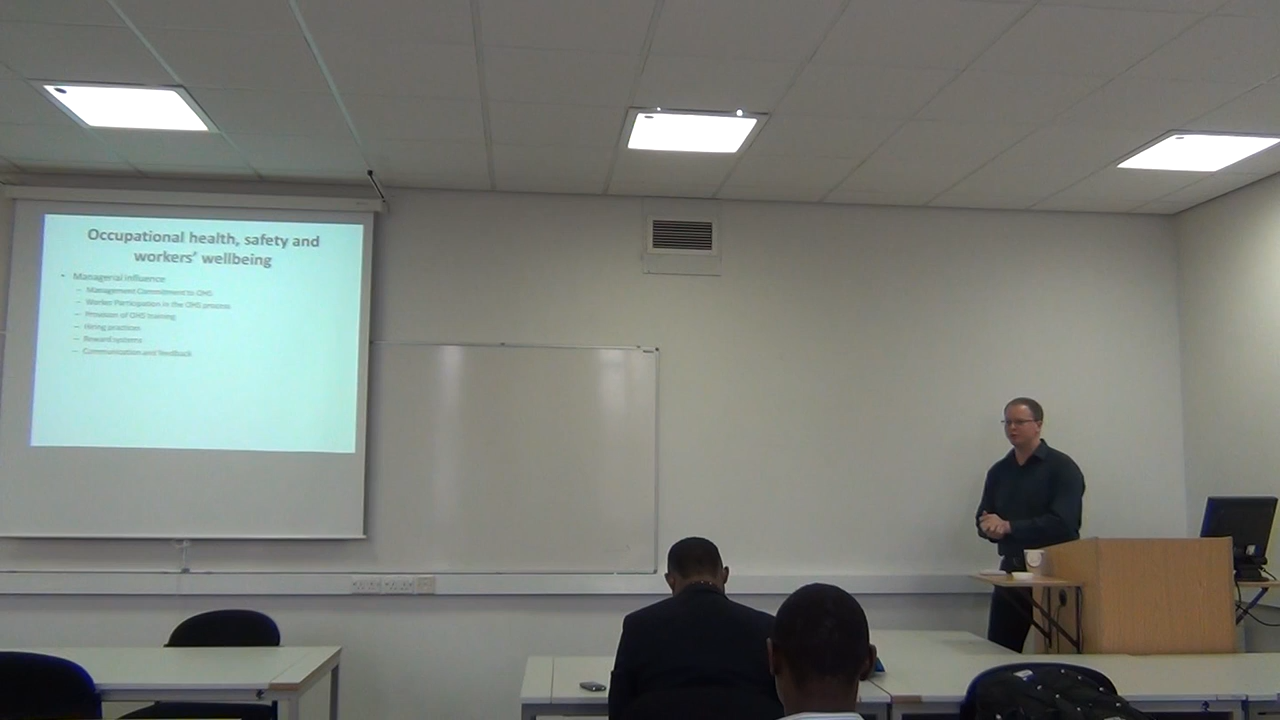 Occupational health, safety and
workers' wellbeing
• Managerial influence
– Management Commitment to OHS
– Worker Participation in the OHS process
– Provision of OHS training
– Hiring practices
– Reward systems
– Communication and feedback